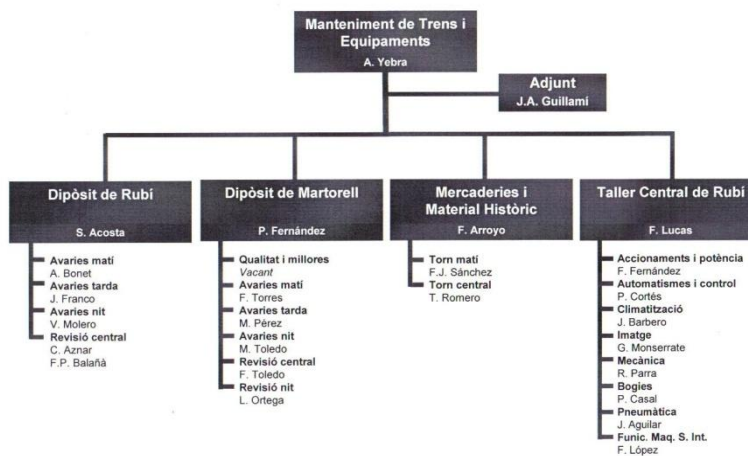 Manteniment de Trens i
Equipaments
A. Yebra
Adjunt
J.A. Guillamí
Dipòsit de Rubí
S. Acosta
Avaries matí
A. Bonet
Avaries tarda
J. Franco
Avaries nit
V. Molero
Revisió central
C. Aznar
F.P. Balañà
Dipòsit de Martorell
P. Fernández
Qualitat i millores
Vacant
Avaries matí
F. Torres
Avaries tarda
M. Pérez
Avaries nit
M. Toledo
Revisió central
F. Toledo
Revisió nit
L. Ortega
Mercaderies i
Material Històric
F. Arroyo
Torn matí
F.J. Sánchez
Torn central
T. Romero
Taller Central de Rubí
F. Lucas
Accionaments i potència
F. Fernández
Automatismes i control
P. Cortés
Climatització
J. Barbero
Imatge
G. Monserrate
Mecànica
R. Parra
Bogies
P. Casal
Pneumàtica
J. Aguilar
Funic. Maq. S. Int.
F. López